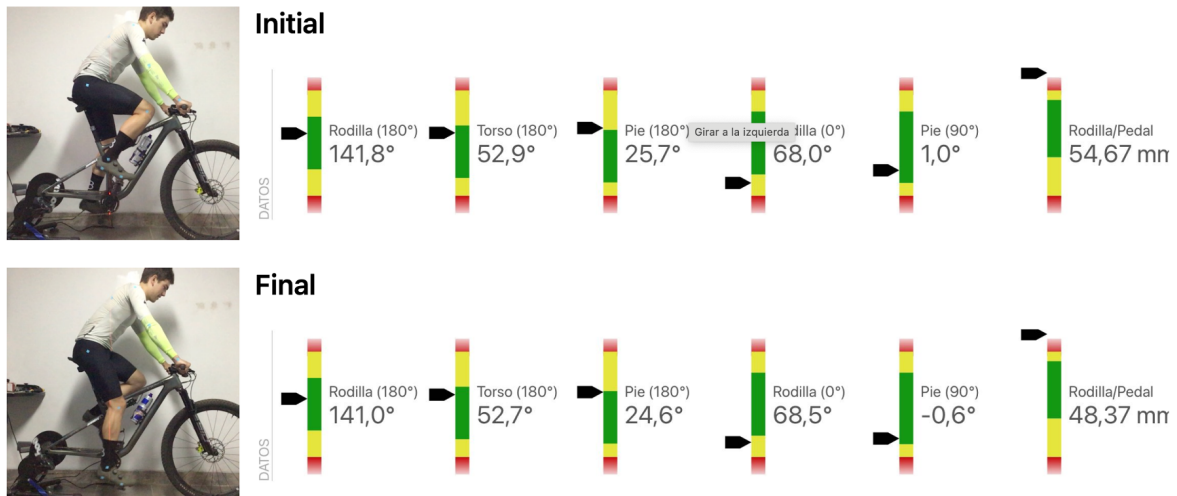 Initial
DATOS
Rodilla (180°)
141,8°
Torso (180°)
52,9°
Pie (180°)
25,7°
Girar a la izquierda
dilla (0°)
68,0°
Pie (90°)
1,0°
Rodilla/Pedal
54,67 mm
Final
DATOS
Rodilla (180°)
141,0°
Torso (180°)
52,7°
Pie (180°)
24,6°
Rodilla (0°)
68,5°
Pie (90°)
-0,6°
Rodilla/Pedal
48,37 mm